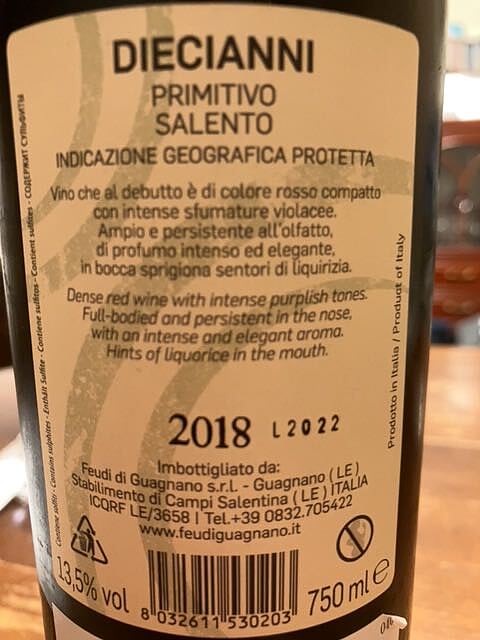 DIECIANNI
PRIMITIVO
SALENTO
INDICAZIONE GEOGRAFICA PROTETTA
Vino che al debutto è di colore rosso compatto
con intense sfumature violacee.
Ampio e persistente all'olfatto,
di profumo intenso ed elegante,
in bocca sprigiona sentori di liquirizia.
Dense red wine with intense purplish tones.
Full-bodied and persistent in the nose,
with an intense and elegant aroma.
Hints of liquorice in the mouth.
2018 L2022
Imbottigliato da:
Feudi di Guagnano s.r.l. - Guagnano (LE)
Stabilimento di Campi Salentina (LE) ITALIA
ICQRF LE/3658 | Tel.+39 0832.705422
www.feudiguagnano.it
13,5% vol
8 032611 530203
750 ml e
Prodotto in Italia / Product of Italy
Contiene solfiti - Contains sulphites - Enthält Sulfite - Contiene sulfitos - Contient sulfites - СОДЕРЖИТ СУЛЬФИТЫ